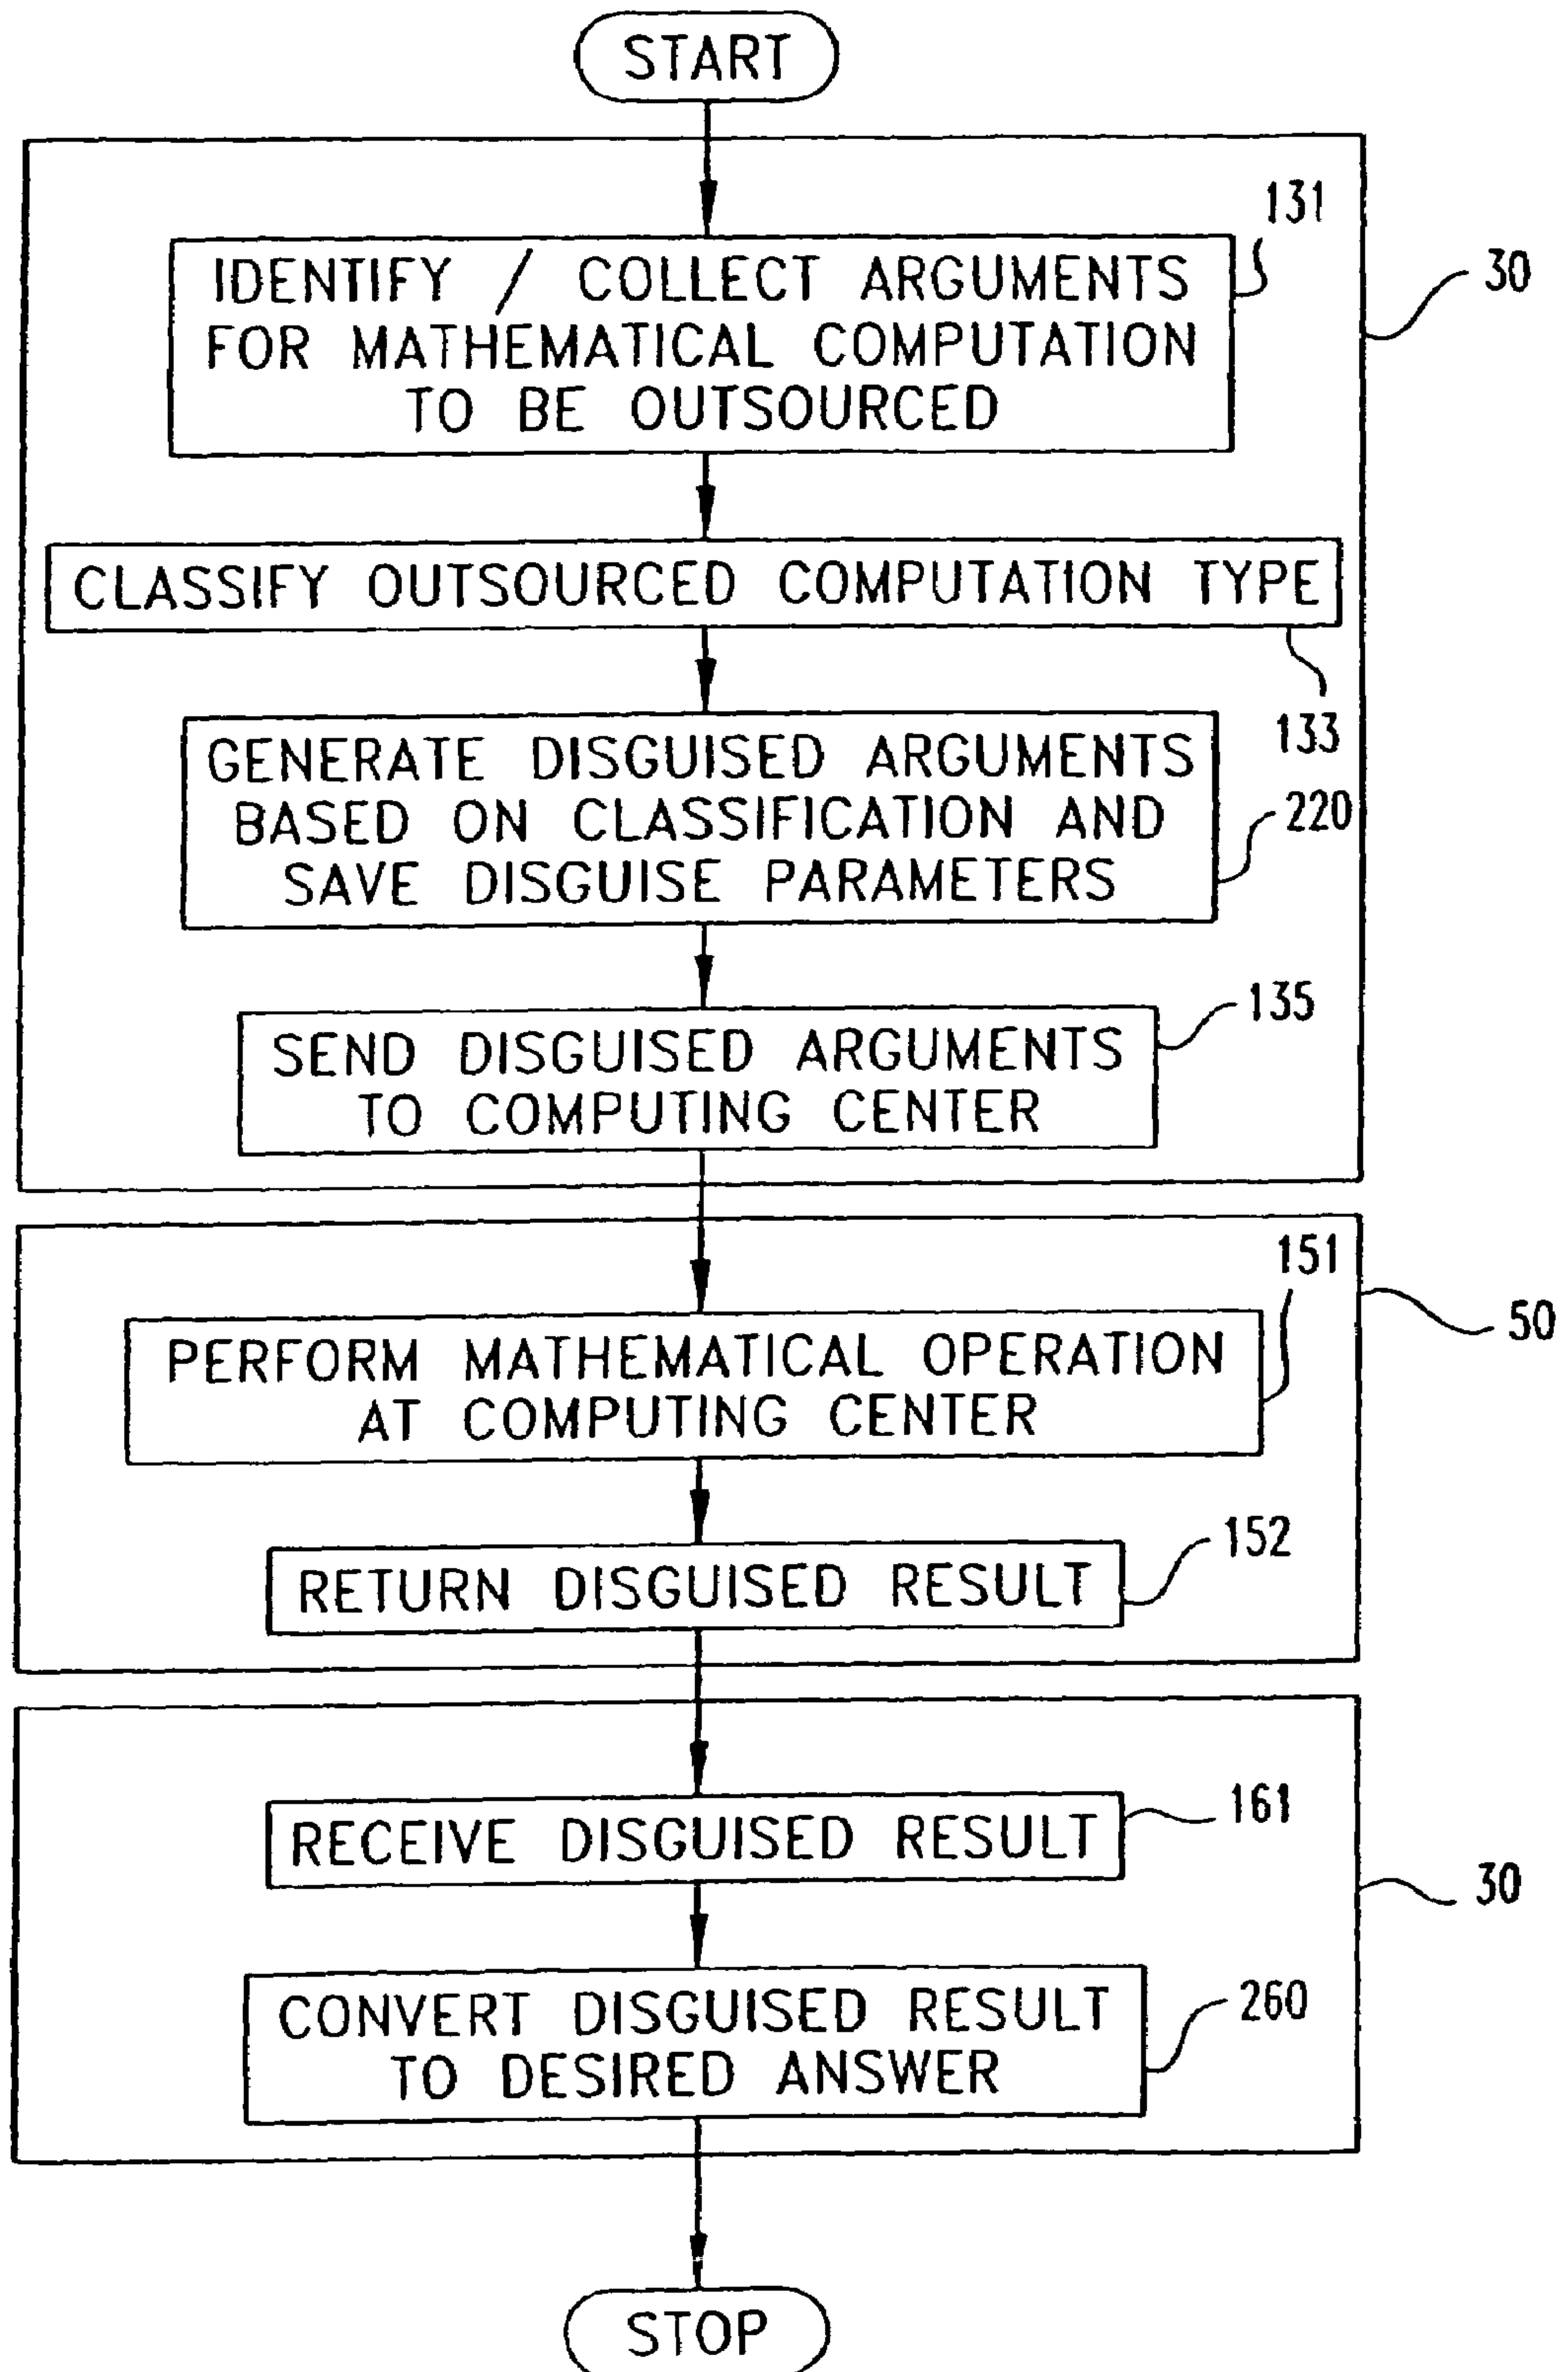 START
131
30
IDENTIFY / COLLECT ARGUMENTS
FOR MATHEMATICAL COMPUTATION
TO BE OUTSOURCED
CLASSIFY OUTSOURCED COMPUTATION TYPE
133
GENERATE DISGUISED ARGUMENTS
BASED ON CLASSIFICATION AND
SAVE DISGUISE PARAMETERS
220
135
SEND DISGUISED ARGUMENTS
TO COMPUTING CENTER
151
50
PERFORM MATHEMATICAL OPERATION
AT COMPUTING CENTER
152
RETURN DISGUISED RESULT
161
RECEIVE DISGUISED RESULT
30
260
CONVERT DISGUISED RESULT
TO DESIRED ANSWER
STOP